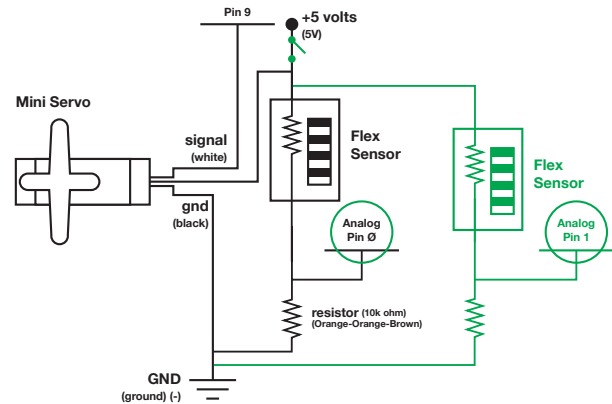 Pin 9
+5 volts
(5V)
Mini Servo
signal
(white)
Flex
Sensor
Flex
Sensor
gnd
(black)
Analog
Pin Ø
Analog
Pin 1
resistor (10k ohm)
(Orange-Orange-Brown)
GND
(ground) (-)